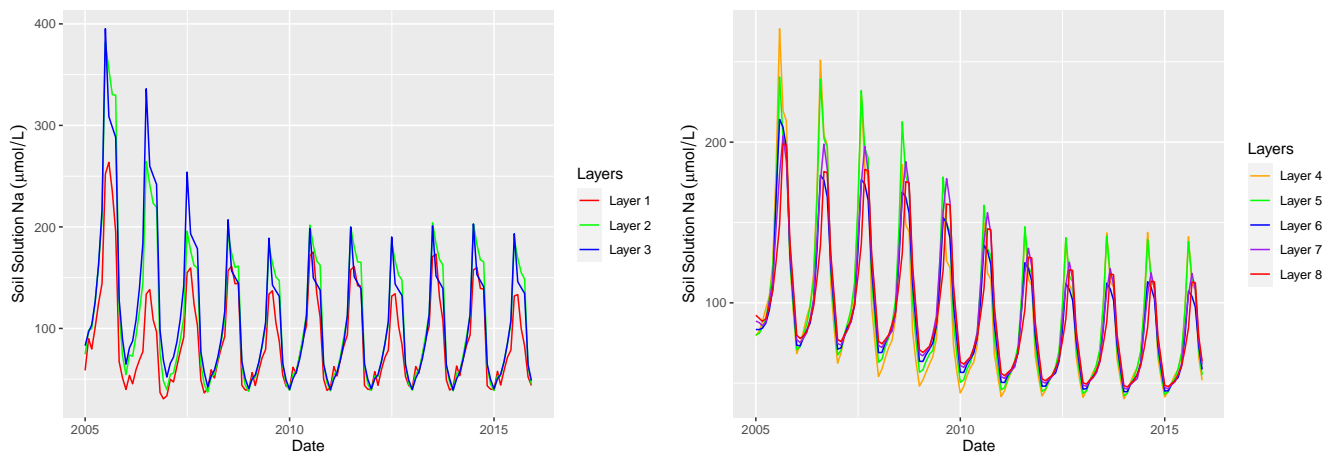 400
300
200
100
Soil Solution Na (μmol/L)
2005
2010
2015
Date
Layers
Layer 1
Layer 2
Layer 3
200
100
Soil Solution Na (μmol/L)
2005
2010
2015
Date
Layers
Layer 4
Layer 5
Layer 6
Layer 7
Layer 8